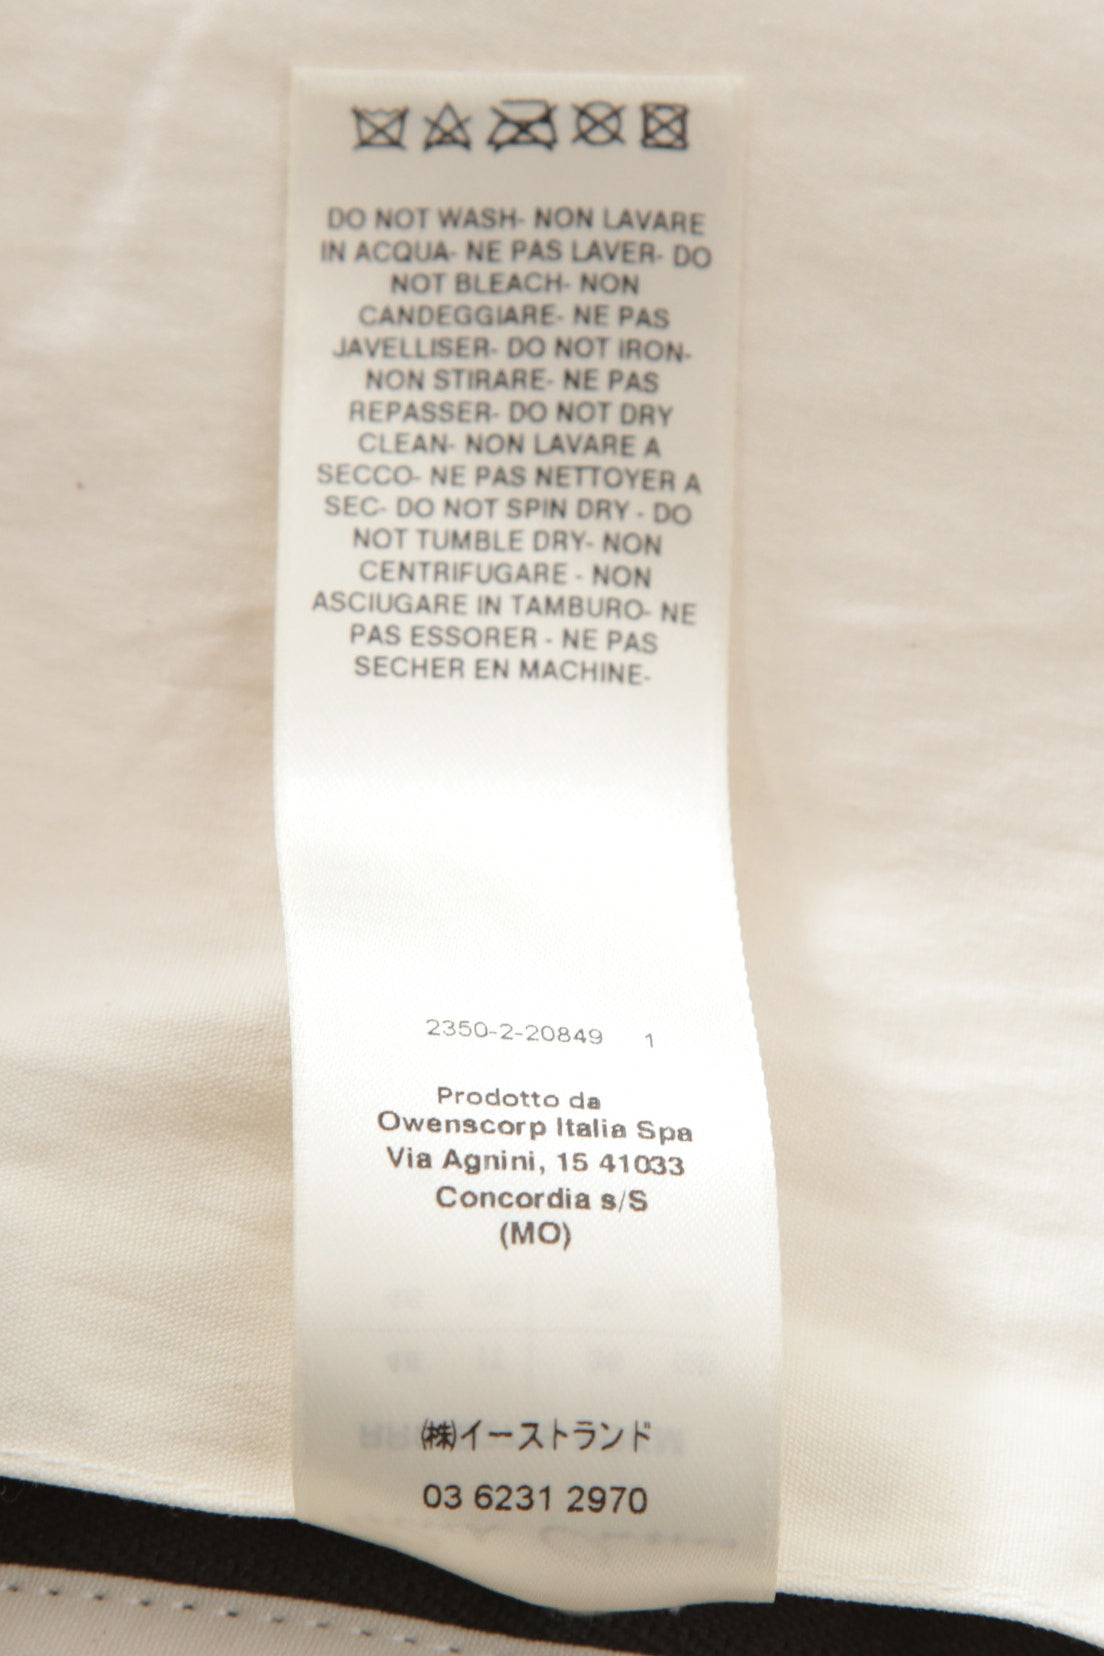 DO NOT WASH- NON LAVARE
IN ACQUA- NE PAS LAVER- DO
NOT BLEACH- NON
CANDEGGIARE- NE PAS
JAVELLISER- DO NOT IRON-
NON STIRARE- NE PAS
REPASSER- DO NOT DRY
CLEAN- NON LAVARE A
SECCO- NE PAS NETTOYER A
SEC- DO NOT SPIN DRY - DO
NOT TUMBLE DRY- NON
CENTRIFUGARE - NON
ASCIUGARE IN TAMBURO- NE
PAS ESSORER - NE PAS
SECHER EN MACHINE-
2350-2-20849 1
Prodotto da
Owenscorp Italia Spa
Via Agnini, 15 41033
Concordia s/S
(MO)
㈱イーストランド
03 6231 2970